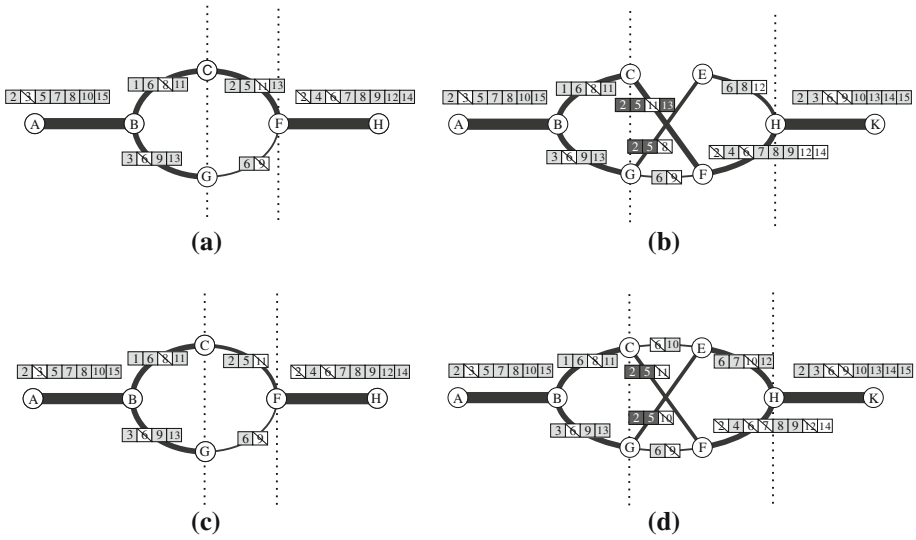 C
1 6 8 11
2 5 11 13
2 3 5 7 8 10 15
2 4 6 7 8 9 12 14
A
B
F
H
3 6 9 13
6 9
G
(a)
C
E
1 6 8 11
6 8 12
2 3 5 7 8 10 15
2 5 11 13
2 3 6 9 10 13 14 15
A
B
H
K
2 5 8
3 6 9 13
2 4 6 7 8 9 12 14
G
6 9
F
(b)
C
1 6 8 11
2 5 11
2 3 5 7 8 10 15
2 4 6 7 8 9 12 14
A
B
F
H
3 6 9 13
6 9
G
(c)
C
6 10
E
1 6 8 11
6 7 10 12
2 3 5 7 8 10 15
2 5 11
2 3 6 9 10 13 14 15
A
B
H
K
2 5 10
3 6 9 13
2 4 6 7 8 9 12 14
G
6 9
F
(d)